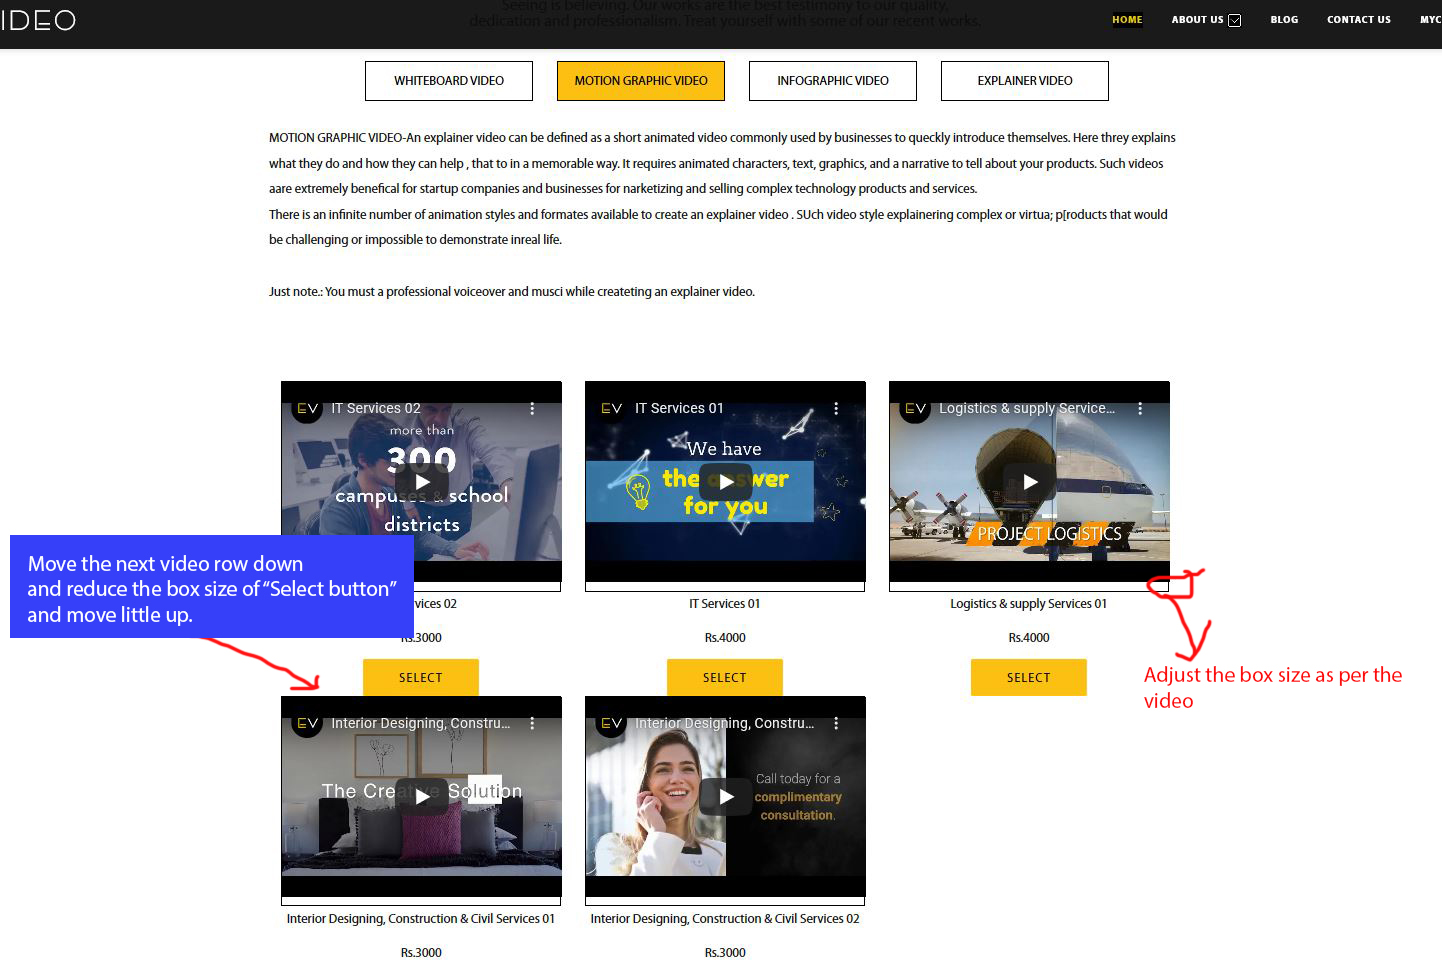 IDEO
Seeing is believing. Our works are the best testimony to our quality,
dedication and professionalism. Treat yourself with some of our recent works.
HOME ABOUT US BLOG CONTACT US MYC
WHITEBOARD VIDEO MOTION GRAPHIC VIDEO INFOGRAPHIC VIDEO EXPLAINER VIDEO
MOTION GRAPHIC VIDEO-An explainer video can be defined as a short animated video commonly used by businesses to queckly introduce themselves. Here threy explains
what they do and how they can help , that to in a memorable way. It requires animated characters, text, graphics, and a narrative to tell about your products. Such videos
aare extremely benefical for startup companies and businesses for narketizing and selling complex technology products and services.
There is an infinite number of animation styles and formates available to create an explainer video . SUch video style explainering complex or virtua; p[roducts that would
be challenging or impossible to demonstrate inreal life.
Just note.: You must a professional voiceover and musci while createting an explainer video.
EV IT Services 02
more than
300
campuses & school
districts
EV IT Services 01
We have
the answer
for you
EV Logistics & supply Service...
PROJECT LOGISTICS
Move the next video row down
and reduce the box size of "Select button"
and move little up.
vices 02
Rs.3000
SELECT
IT Services 01
Rs.4000
SELECT
Logistics & supply Services 01
Rs.4000
SELECT
Adjust the box size as per the
video
EV Interior Designing, Constru...
The Creative Solution
EV Interior Designing, Constru...
Call today for a
complimentary
consultation.
Interior Designing, Construction & Civil Services 01
Rs.3000
Interior Designing, Construction & Civil Services 02
Rs.3000